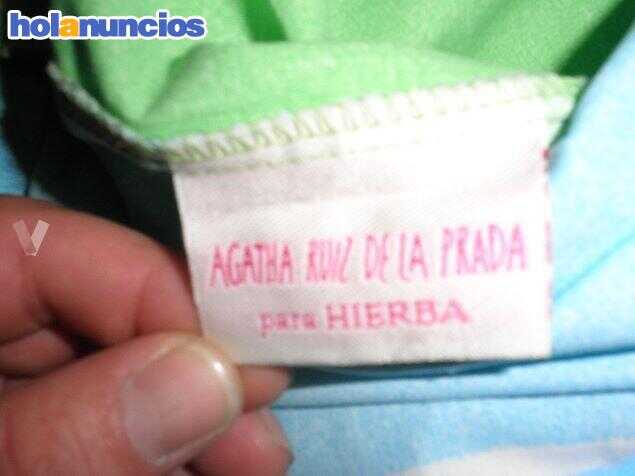 holanuncios
AGATHA RUIZ DE LA PRADA
para HIERBA